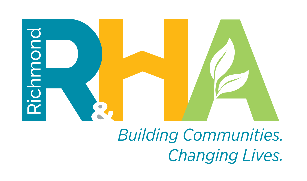 Richmond
R&HA
Building Communities.
Changing Lives.